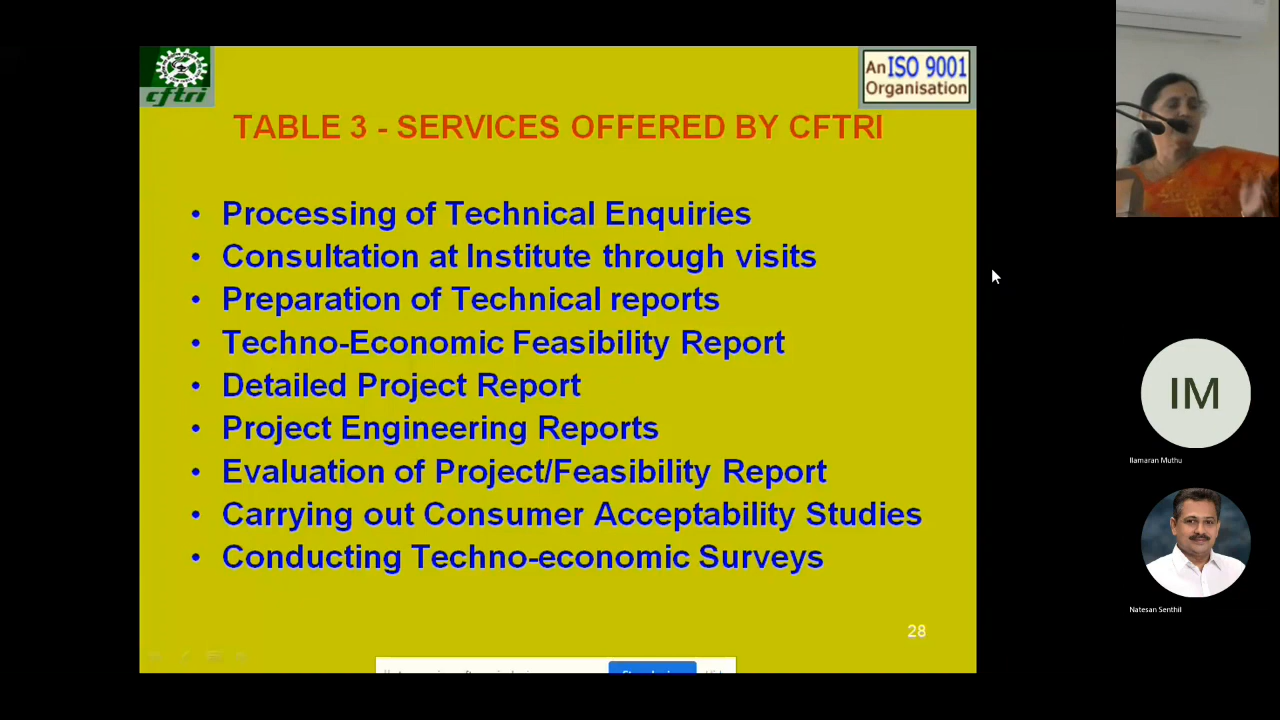 cftri
An ISO 9001
Organisation
TABLE 3 - SERVICES OFFERED BY CFTRI
• Processing of Technical Enquiries
• Consultation at Institute through visits
• Preparation of Technical reports
• Techno-Economic Feasibility Report
• Detailed Project Report
• Project Engineering Reports
• Evaluation of Project/Feasibility Report
• Carrying out Consumer Acceptability Studies
• Conducting Techno-economic Surveys
28
IM
Ilamaran Muthu
Natesan Senthil